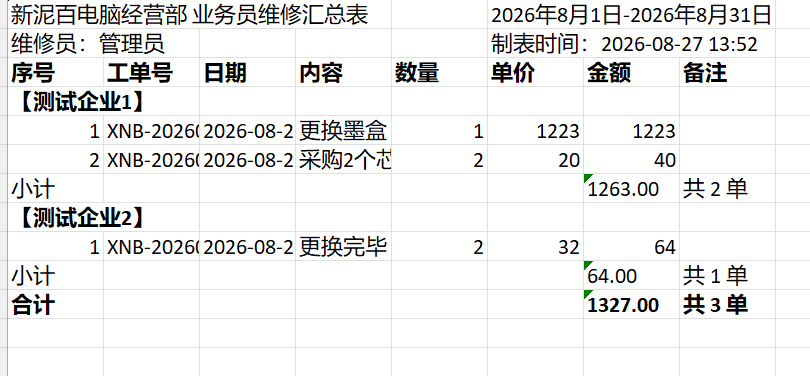 新泥百电脑经营部 业务员维修汇总表 2026年8月1日-2026年8月31日
维修员：管理员 制表时间：2026-08-27 13:52
序号 工单号 日期 内容 数量 单价 金额 备注
【测试企业1】
1 XNB-2026 2026-08-2 更换墨盒 1 1223 1223
2 XNB-2026 2026-08-2 采购2个芯 2 20 40
小计 1263.00 共 2 单
【测试企业2】
1 XNB-2026 2026-08-2 更换完毕 2 32 64
小计 64.00 共 1 单
合计 1327.00 共 3 单